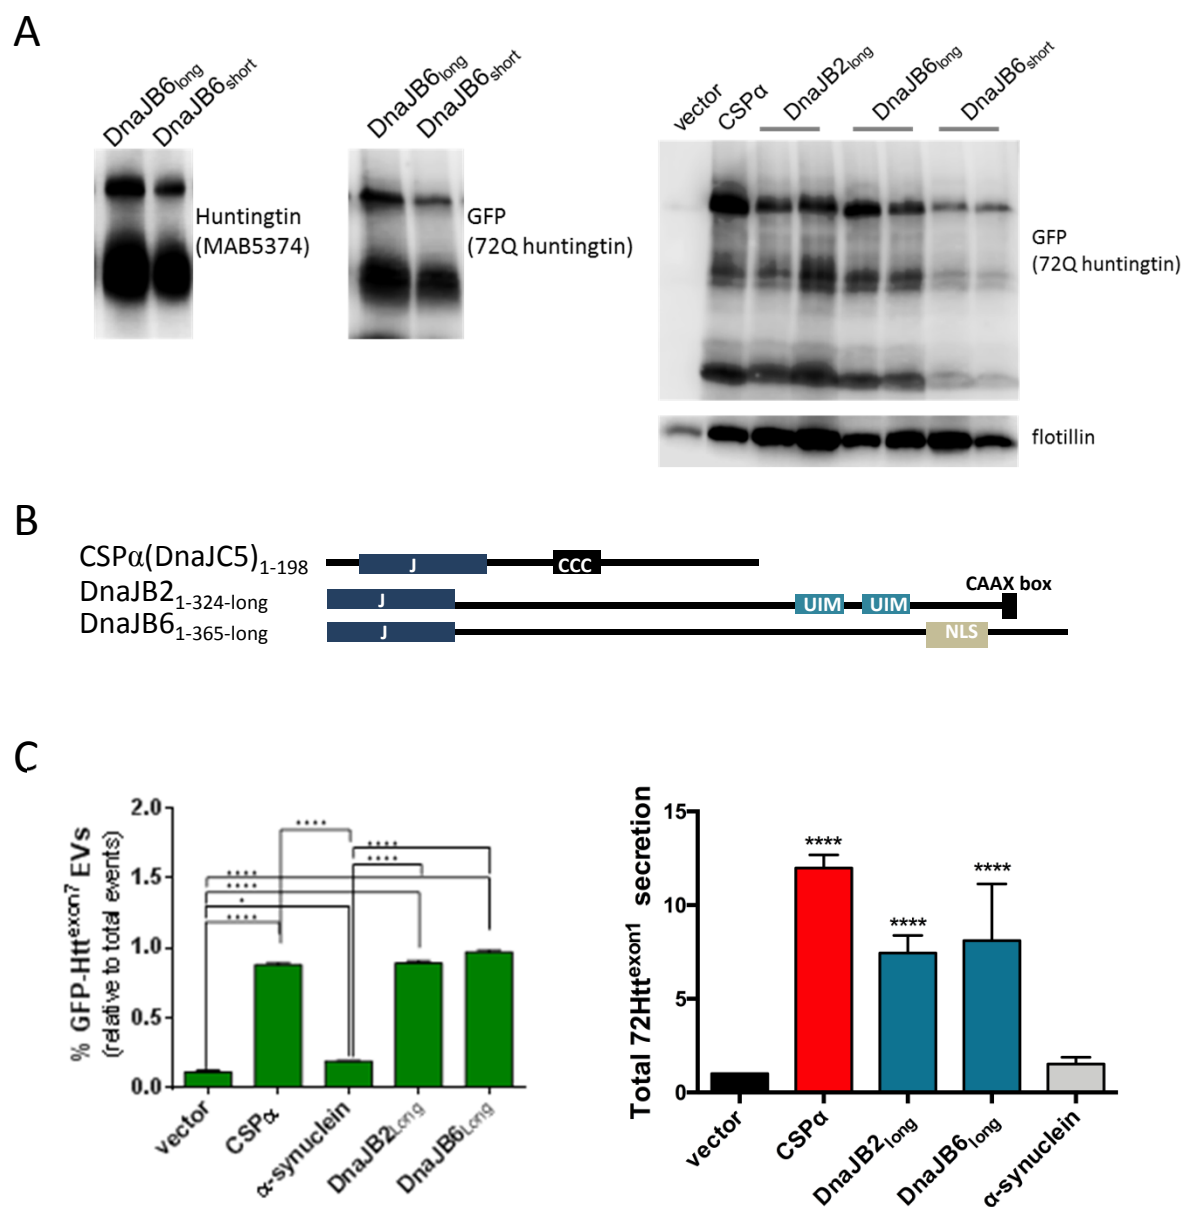 A
DnaJB6long
DnaJB6short
Huntingtin
(MAB5374)
DnaJB6long
DnaJB6short
GFP
(72Q huntingtin)
vector
CSPα
DnaJB2long
DnaJB6long
DnaJB6short
GFP
(72Q huntingtin)
flotillin
B
CSPα(DnaJC5)1-198
J
CCC
DnaJB21-324-long
J
UIM
UIM
CAAX box
DnaJB61-365-long
J
NLS
C
% GFP-Httexon7 EVs
(relative to total events)
2.0
1.5
1.0
0.5
0.0
****
****
****
****
****
*
****
vector
CSPα
α-synuclein
DnaJB2Long
DnaJB6Long
Total 72Httexon1 secretion
15
10
5
0
****
****
****
vector
CSPα
DnaJB2long
DnaJB6long
α-synuclein